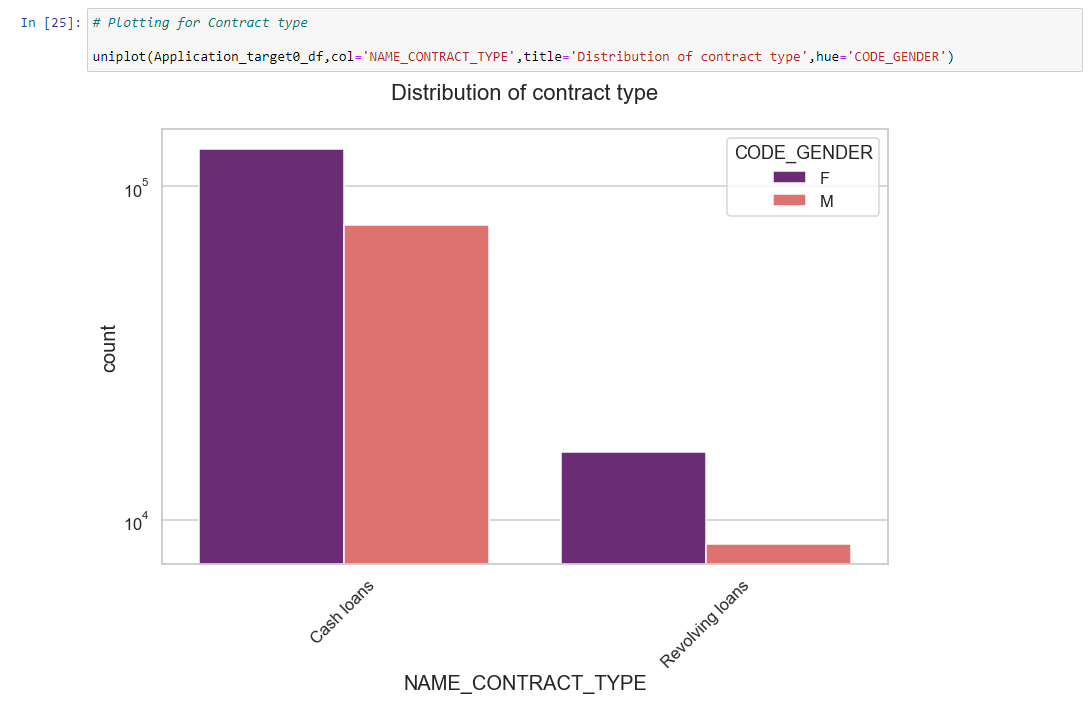 In [25]:
# Plotting for Contract type
uniplot(Application_target0_df,col='NAME_CONTRACT_TYPE',title='Distribution of contract type',hue='CODE_GENDER')
Distribution of contract type
CODE_GENDER
F
M
10^5
10^4
count
Cash loans
Revolving loans
NAME_CONTRACT_TYPE